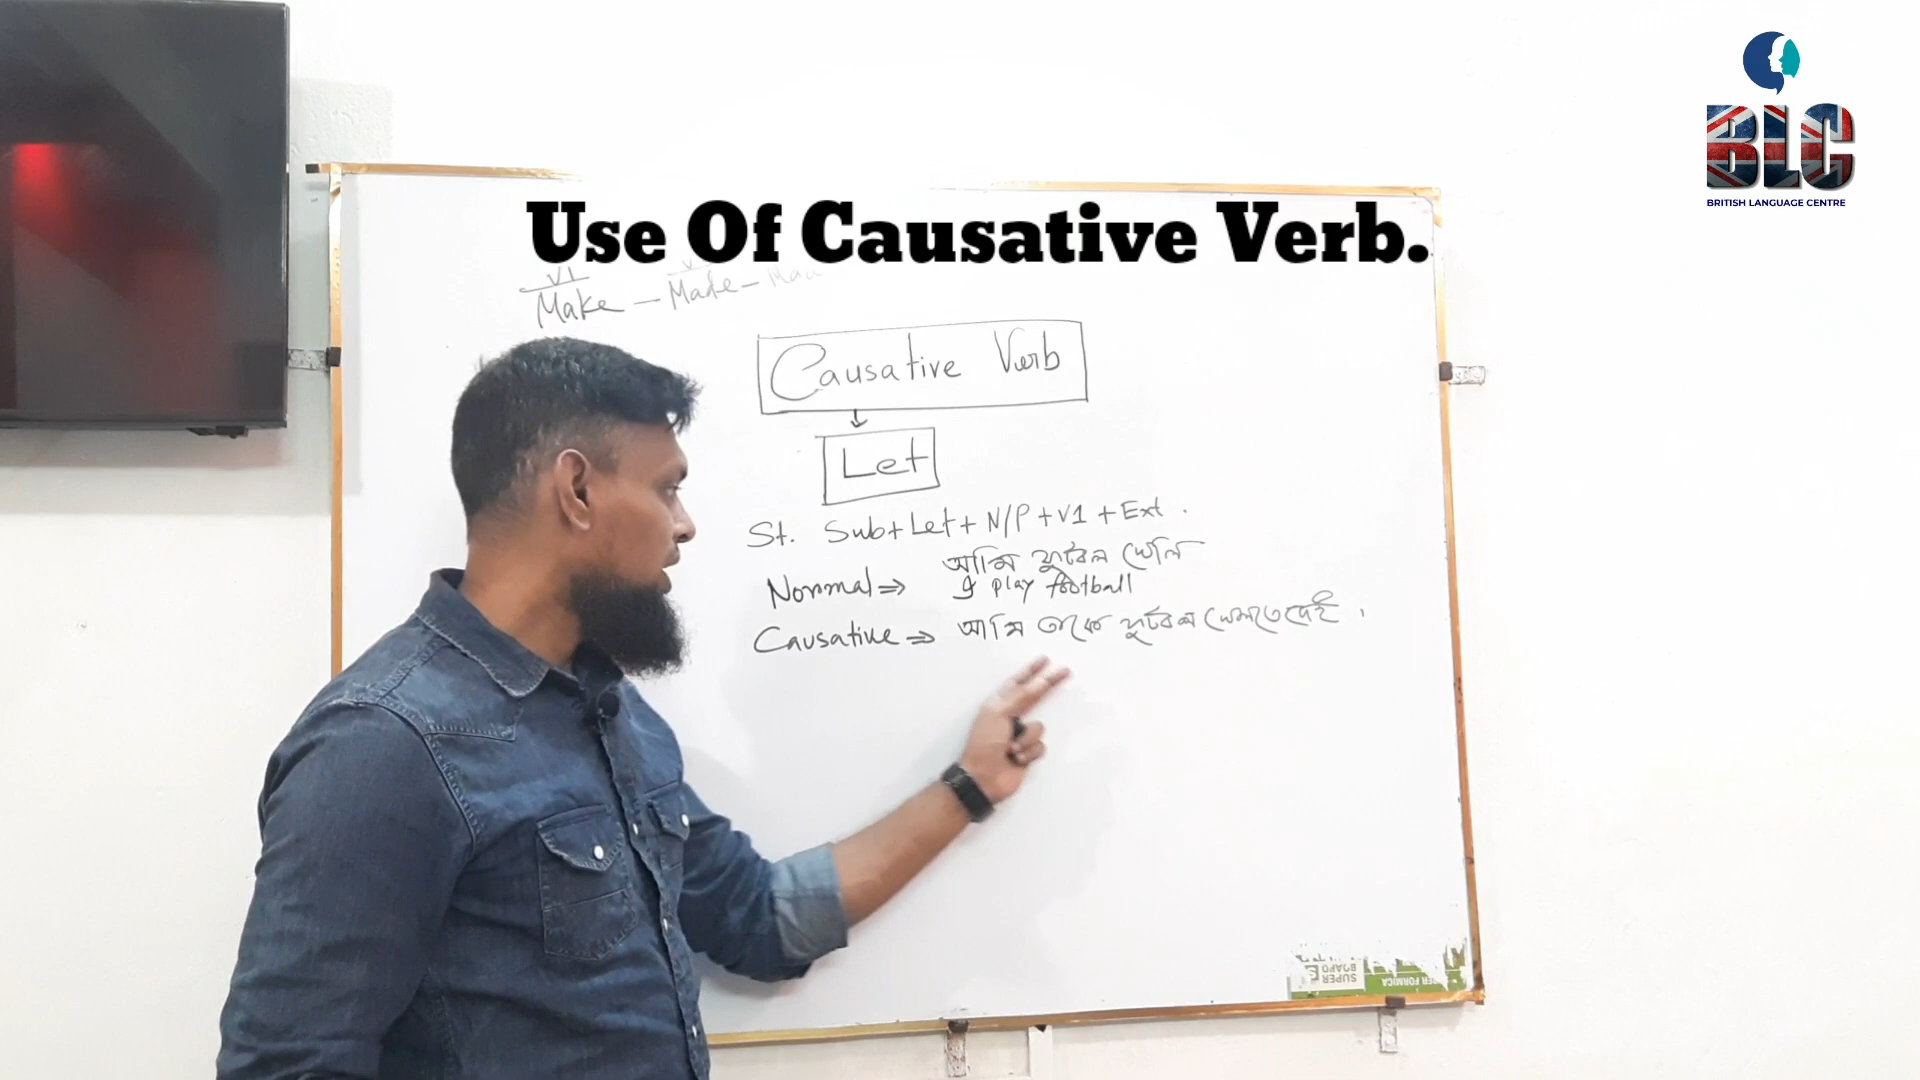 BLC
BRITISH LANGUAGE CENTRE
Use Of Causative Verb.
V1
Make — Made –
Causative Verb
Let
St. Sub + Let + N/P + V1 + Ext .
আমি ফুটবল খেলি
Normal ⇒ I play football
Causative ⇒ আমি তাকে ফুটবল খেলতে দেই ।
SUPER BOARD
FORMICA